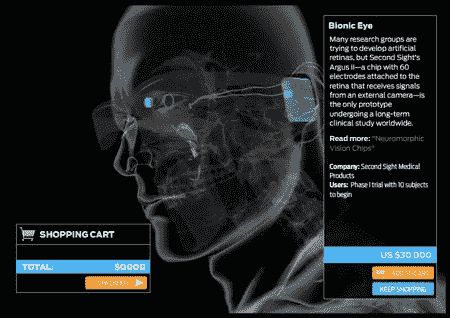 Bionic Eye
Many research groups are
trying to develop artificial
retinas, but Second Sight's
Argus II—a chip with 60
electrodes attached to the
retina that receives signals
from an external camera—is
the only prototype
undergoing a long-term
clinical study worldwide.
Read more: "Neuromorphic
Vision Chips"
Company: Second Sight Medical
Products
Users: Phase I trial with 10 subjects
to begin
US $30 000
KEEP SHOPPING
SHOPPING CART
TOTAL: